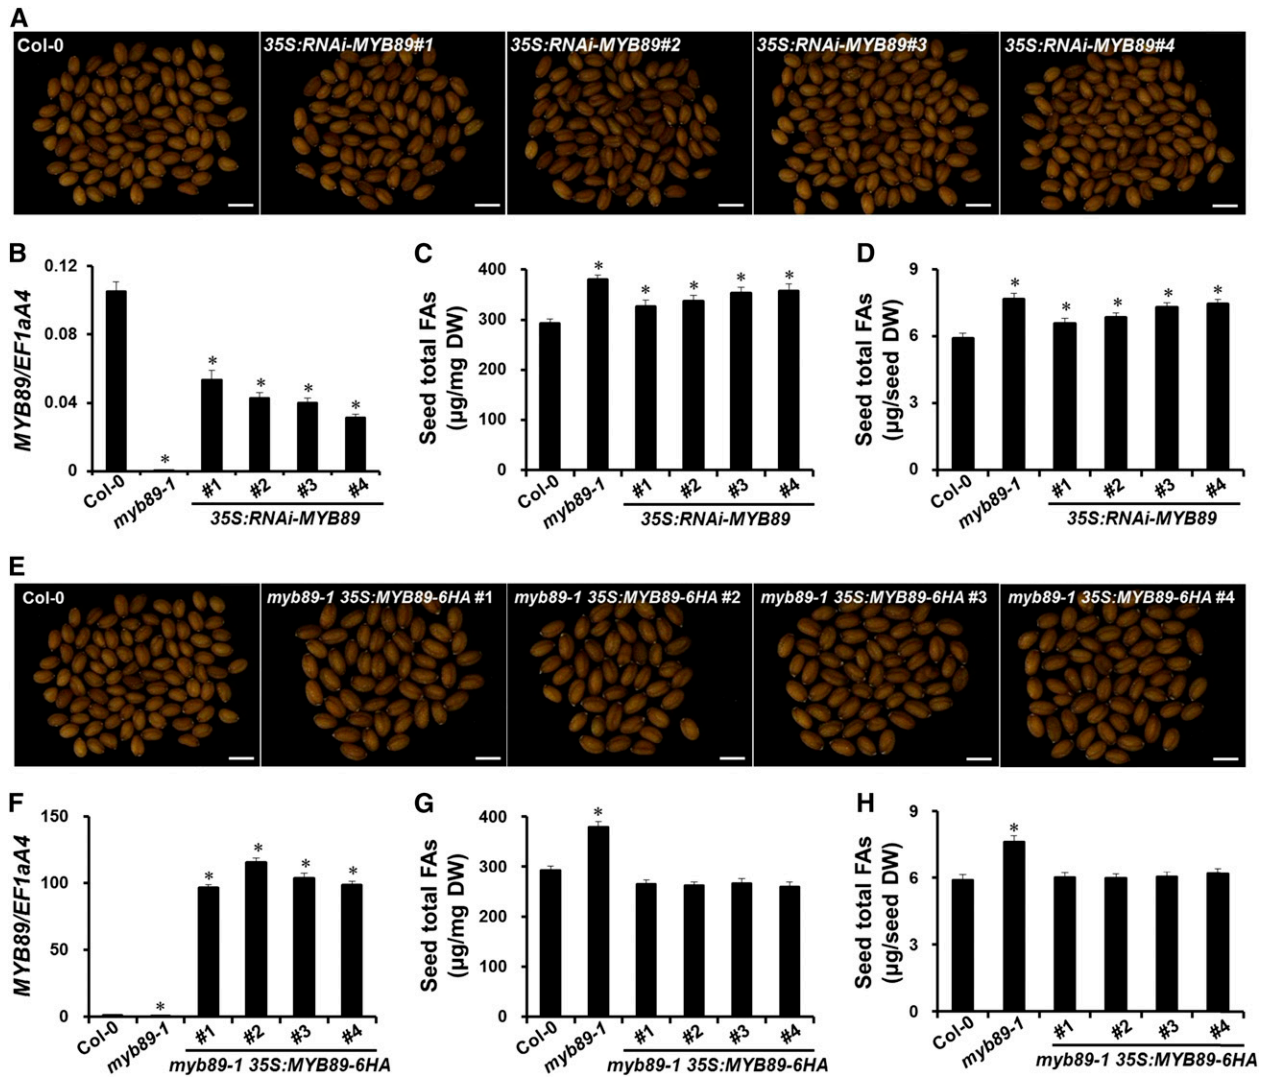 A
Col-0
35S:RNAi-MYB89#1
35S:RNAi-MYB89#2
35S:RNAi-MYB89#3
35S:RNAi-MYB89#4
B
MYB89/EF1aA4
0.12
0.08
0.04
0
*
*
*
*
*
Col-0
myb89-1
#1
#2
#3
#4
35S:RNAi-MYB89
C
Seed total FAs
(µg/mg DW)
400
300
200
100
0
*
*
*
*
*
Col-0
myb89-1
#1
#2
#3
#4
35S:RNAi-MYB89
D
Seed total FAs
(µg/seed DW)
9
6
3
0
*
*
*
*
*
Col-0
myb89-1
#1
#2
#3
#4
35S:RNAi-MYB89
E
Col-0
myb89-1 35S:MYB89-6HA #1
myb89-1 35S:MYB89-6HA #2
myb89-1 35S:MYB89-6HA #3
myb89-1 35S:MYB89-6HA #4
F
MYB89/EF1aA4
150
100
50
0
*
*
*
*
*
Col-0
myb89-1
#1
#2
#3
#4
myb89-1 35S:MYB89-6HA
G
Seed total FAs
(µg/mg DW)
400
300
200
100
0
*
Col-0
myb89-1
#1
#2
#3
#4
myb89-1 35S:MYB89-6HA
H
Seed total FAs
(µg/seed DW)
9
6
3
0
*
Col-0
myb89-1
#1
#2
#3
#4
myb89-1 35S:MYB89-6HA